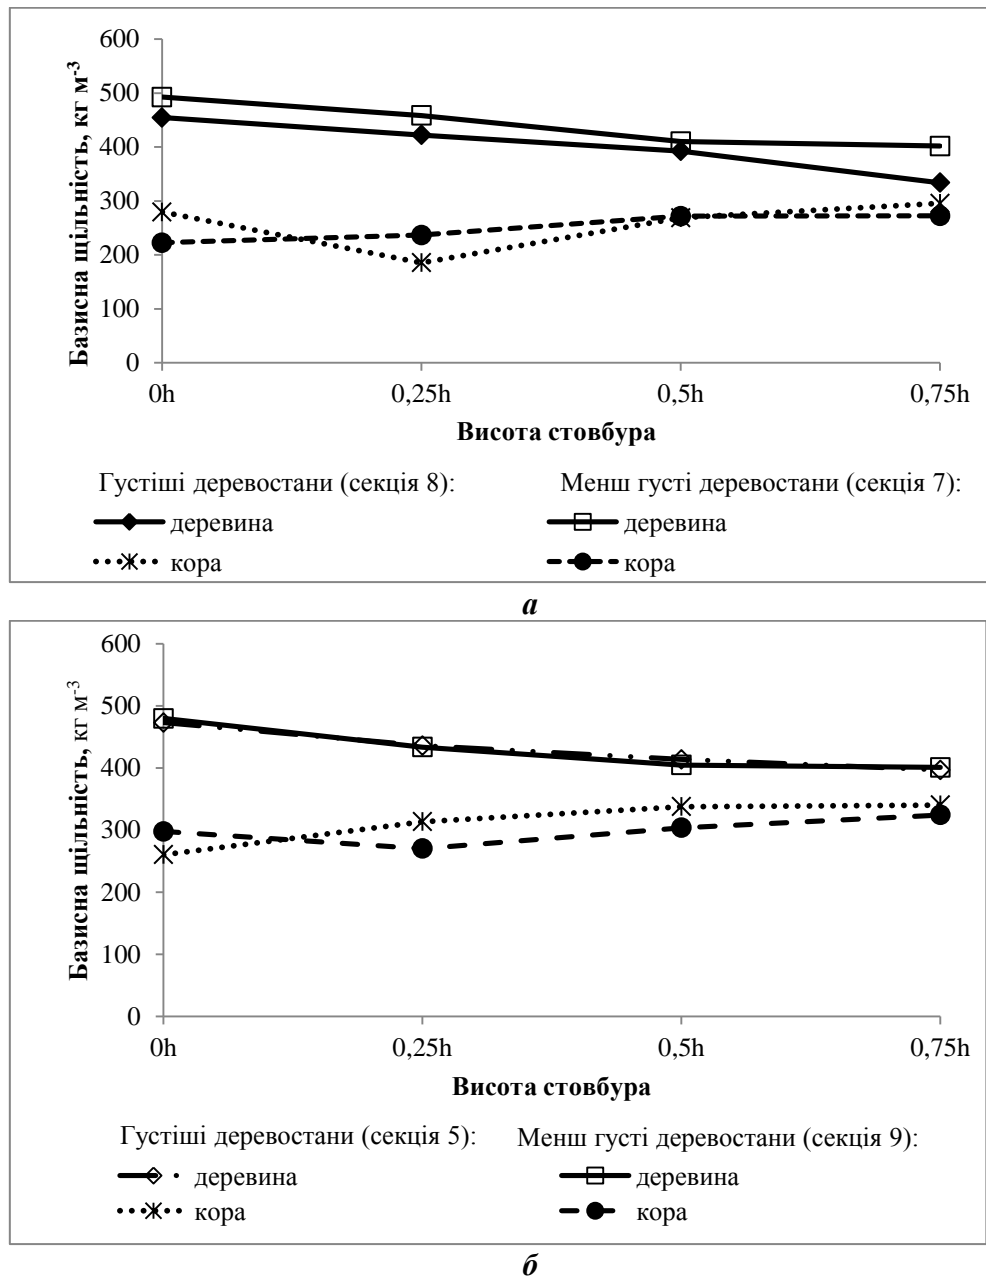 600
500
400
300
200
100
0
Базисна щільність, кг м-3
0h 0,25h 0,5h 0,75h
Висота стовбура
Густіші деревостани (секція 8): Менш густі деревостани (секція 7):
деревина деревина
кора кора
а
600
500
400
300
200
100
0
Базисна щільність, кг м-3
0h 0,25h 0,5h 0,75h
Висота стовбура
Густіші деревостани (секція 5): Менш густі деревостани (секція 9):
деревина деревина
кора кора
б